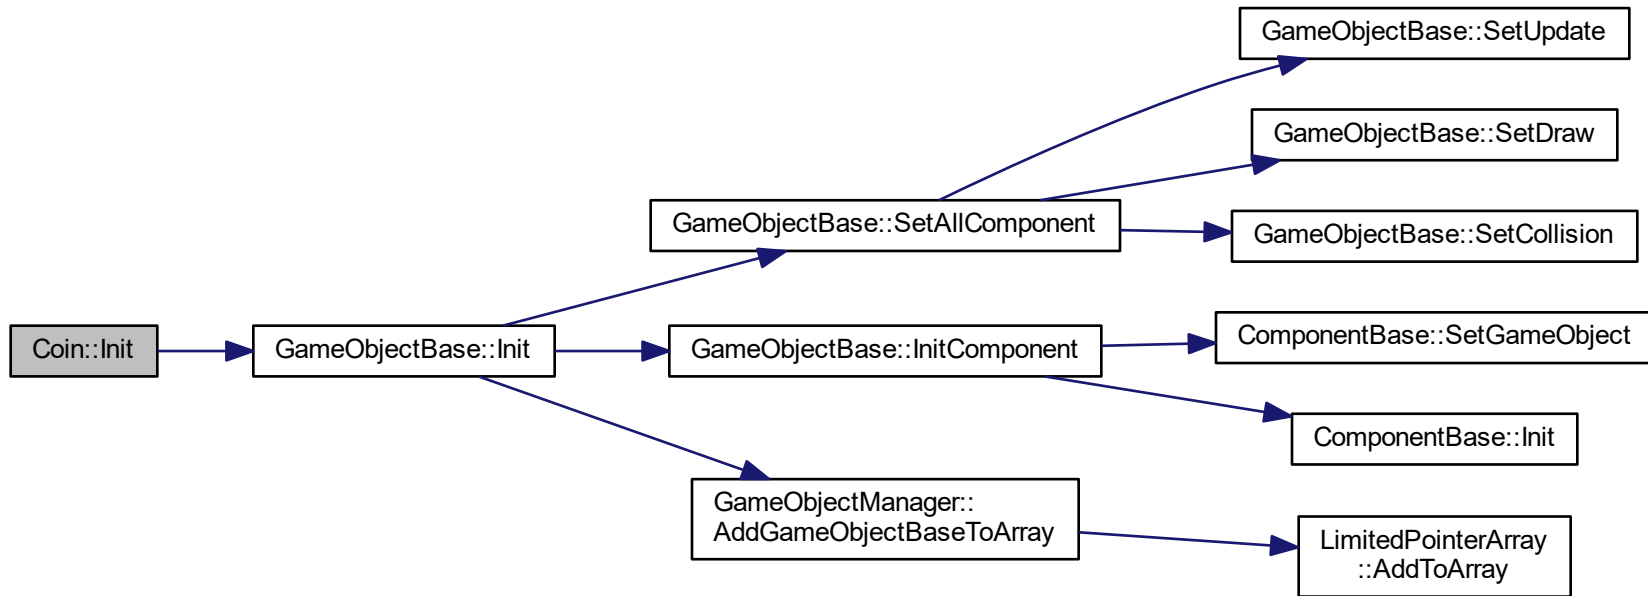 GameObjectBase::SetUpdate
GameObjectBase::SetDraw
GameObjectBase::SetAllComponent
GameObjectBase::SetCollision
Coin::Init
GameObjectBase::Init
GameObjectBase::InitComponent
ComponentBase::SetGameObject
ComponentBase::Init
GameObjectManager::
AddGameObjectBaseToArray
LimitedPointerArray
::AddToArray